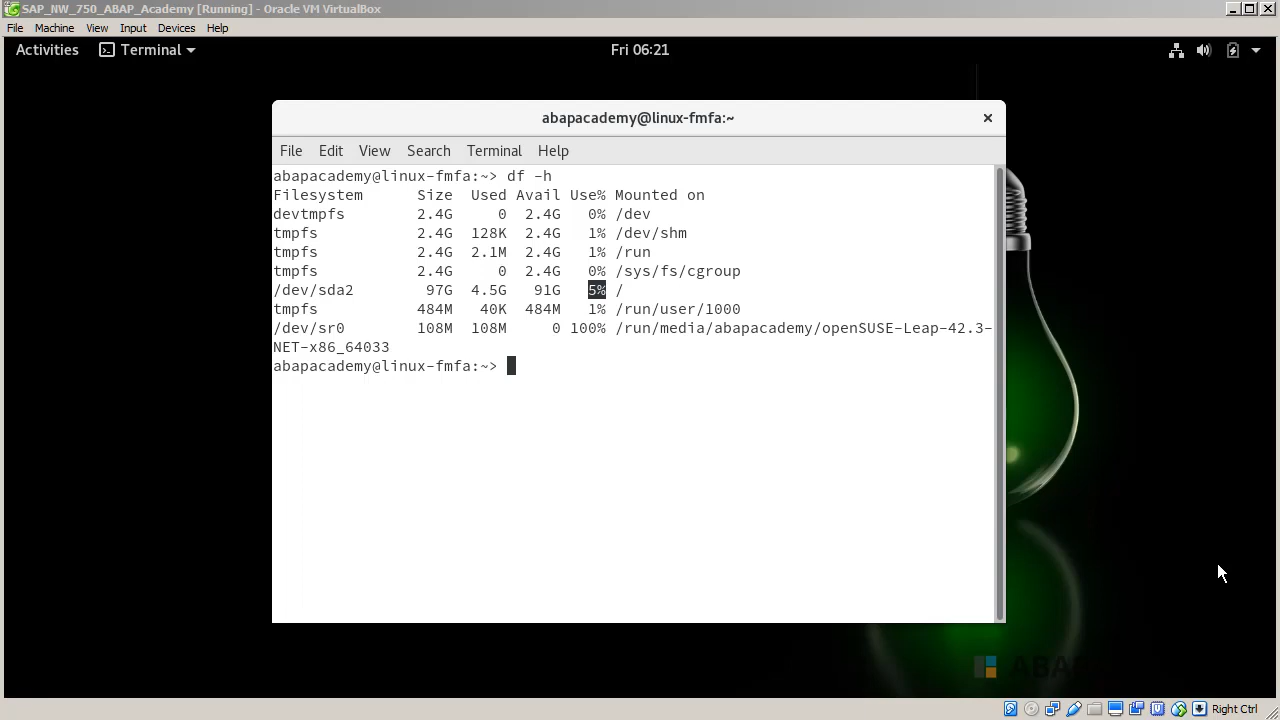 SAP_NW_750_ABAP_Academy [Running] - Oracle VM VirtualBox
File Machine View Input Devices Help
Activities Terminal Fri 06:21
abapacademy@linux-fmfa:~
File Edit View Search Terminal Help
abapacademy@linux-fmfa:~> df -h
Filesystem Size Used Avail Use% Mounted on
devtmpfs 2.4G 0 2.4G 0% /dev
tmpfs 2.4G 128K 2.4G 1% /dev/shm
tmpfs 2.4G 2.1M 2.4G 1% /run
tmpfs 2.4G 0 2.4G 0% /sys/fs/cgroup
/dev/sda2 97G 4.5G 91G 5% /
tmpfs 484M 40K 484M 1% /run/user/1000
/dev/sr0 108M 108M 0 100% /run/media/abapacademy/openSUSE-Leap-42.3-
NET-x86_64033
abapacademy@linux-fmfa:~>
Right Ctrl